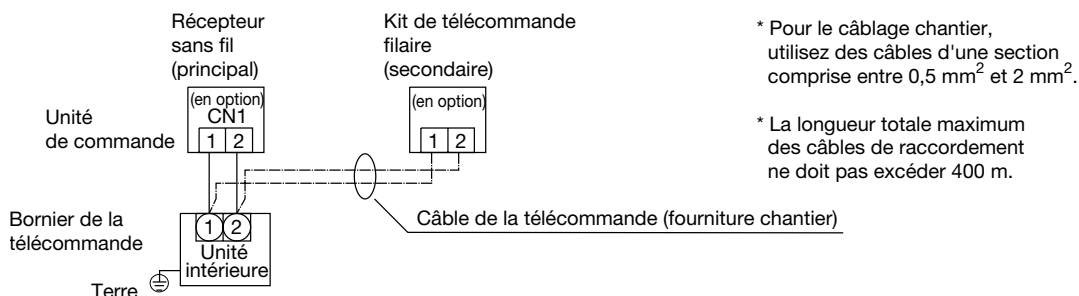 Récepteur
sans fil
(principal)
Kit de télécommande
filaire
(secondaire)
* Pour le câblage chantier,
utilisez des câbles d'une section
comprise entre 0,5 mm² et 2 mm².
* La longueur totale maximum
des câbles de raccordement
ne doit pas excéder 400 m.
Unité
de commande
(en option)
CN1
1 2
(en option)
1 2
Câble de la télécommande (fourniture chantier)
Bornier de la
télécommande
1 2
Unité
intérieure
Terre